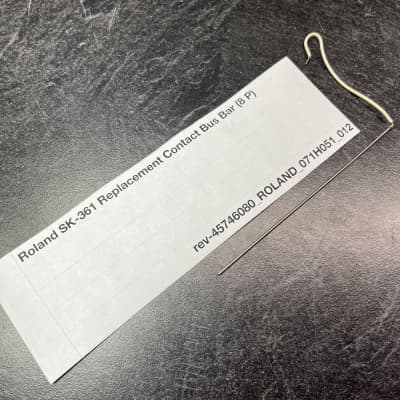 Roland SK-361 Replacement Contact Bus Bar (8 P)
rev-45746080_ROLAND_071H051_012